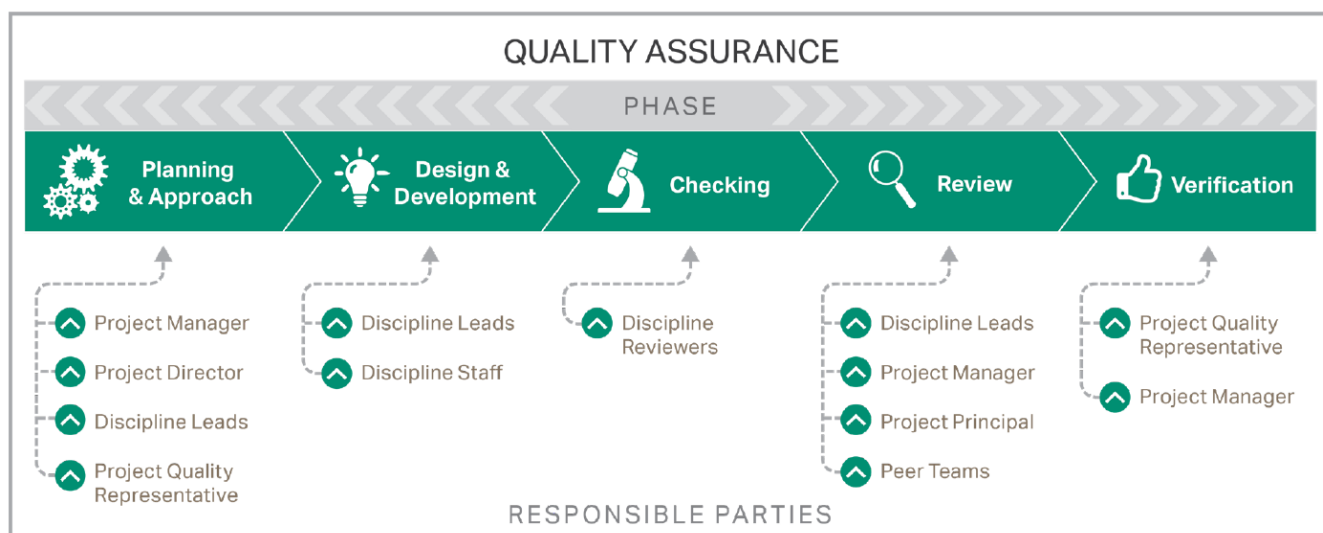 QUALITY ASSURANCE
PHASE
Planning
& Approach
Design &
Development
Checking
Review
Verification
Project Manager
Project Director
Discipline Leads
Project Quality
Representative
Discipline Leads
Discipline Staff
Discipline
Reviewers
Discipline Leads
Project Manager
Project Principal
Peer Teams
Project Quality
Representative
Project Manager
RESPONSIBLE PARTIES